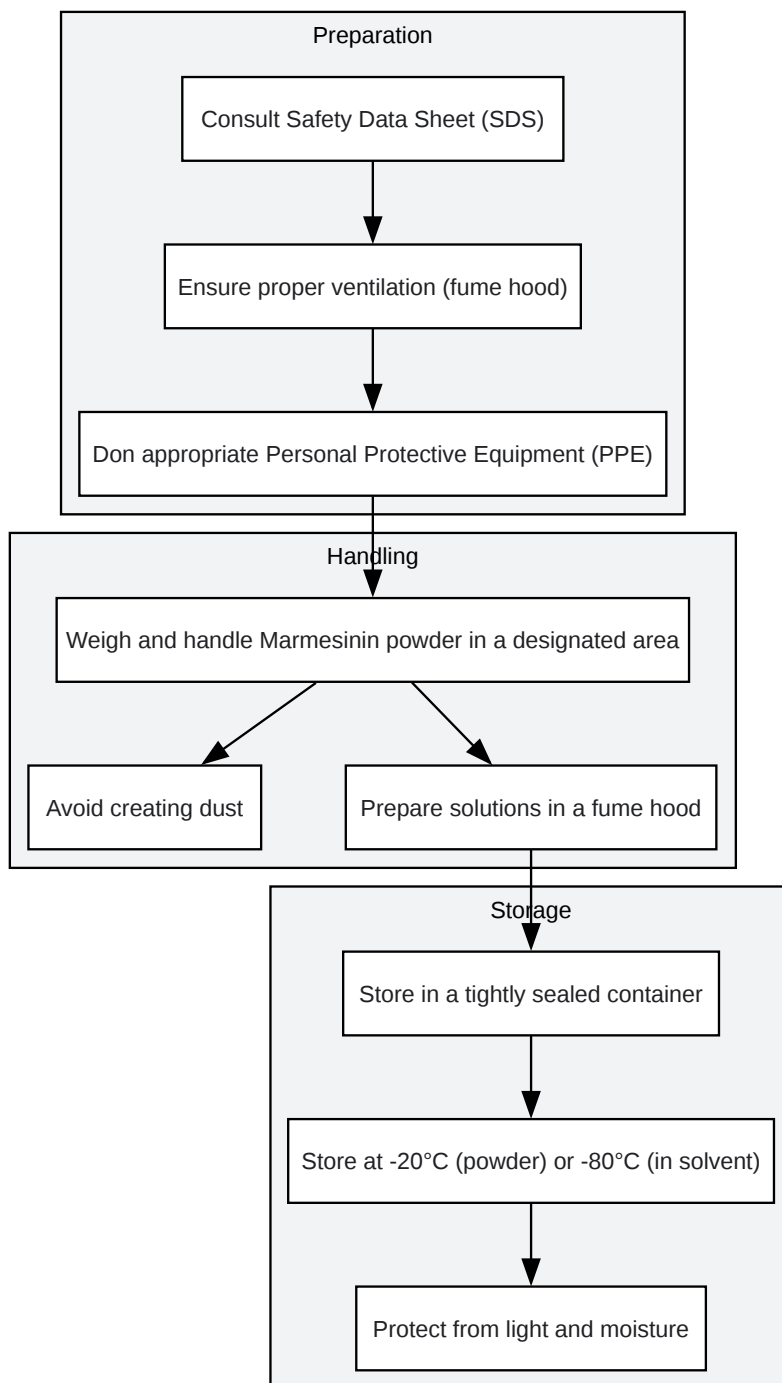 Preparation
Consult Safety Data Sheet (SDS)
Ensure proper ventilation (fume hood)
Don appropriate Personal Protective Equipment (PPE)
Handling
Weigh and handle Marmesinin powder in a designated area
Avoid creating dust
Prepare solutions in a fume hood
Storage
Store in a tightly sealed container
Store at -20°C (powder) or -80°C (in solvent)
Protect from light and moisture